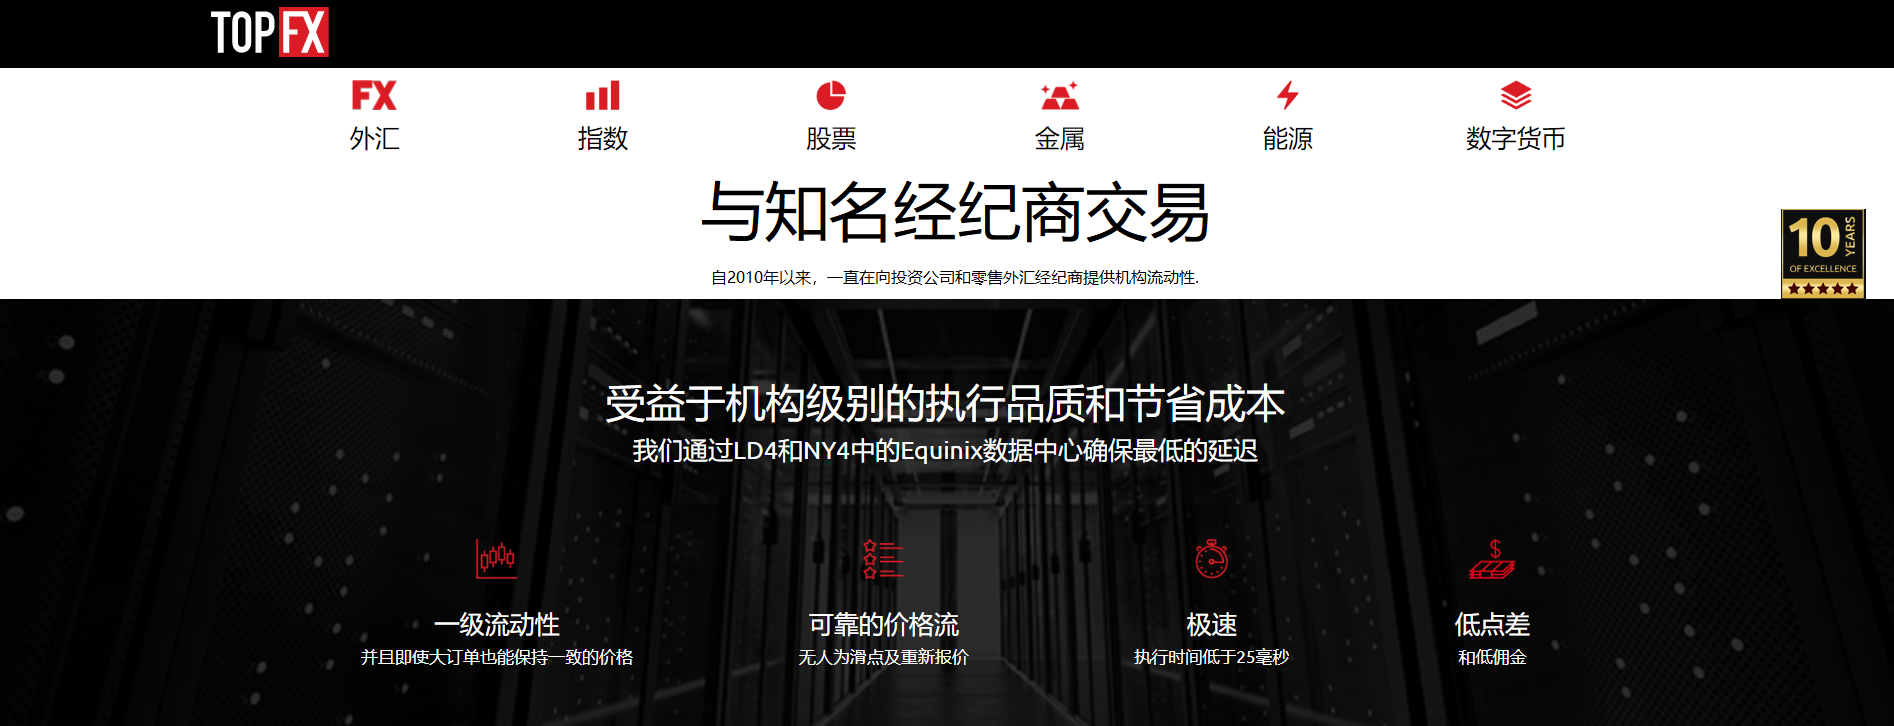 TOPFX
FX
外汇
指数
股票
金属
能源
数字货币
与知名经纪商交易
自2010年以来，一直在向投资公司和零售外汇经纪商提供机构流动性.
10 YEARS
OF EXCELLENCE
受益于机构级别的执行品质和节省成本
我们通过LD4和NY4中的Equinix数据中心确保最低的延迟
$
一级流动性
并且即使大订单也能保持一致的价格
可靠的价格流
无人为滑点及重新报价
极速
执行时间低于25毫秒
低点差
和低佣金